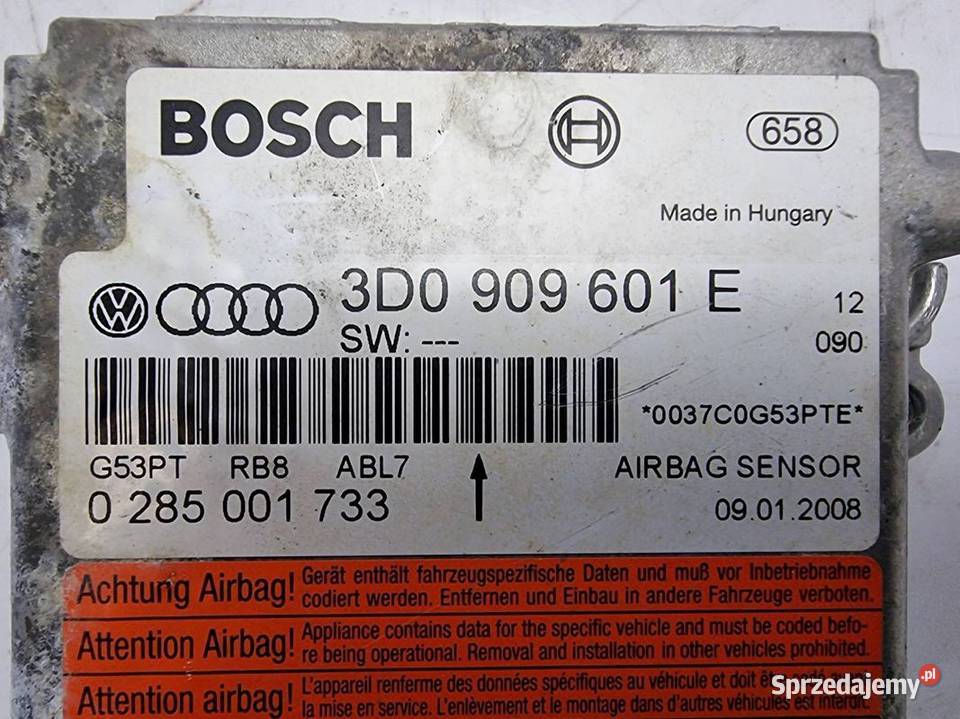 BOSCH
658
Made in Hungary
3D0 909 601 E
12
SW: ---
090
*0037C0G53PTE*
G53PT RB8 ABL7
AIRBAG SENSOR
0 285 001 733
09.01.2008
Achtung Airbag! Gerät enthält fahrzeugspezifische Daten und muß vor Inbetriebnahme
codiert werden. Entfernen und Einbau in andere Fahrzeuge verboten.
Attention Airbag! Appliance contains data for the specific vehicle and must be coded befo-
re being operational. Removal and installation in other vehicles prohibited.
Attention airbag! L'appareil renferme des données spécifiques au véhicule et doit être codé
la mise en service. L'enlèvement et le montage dans d'autres véhicules est interdit.
Sprzedajemy.pl